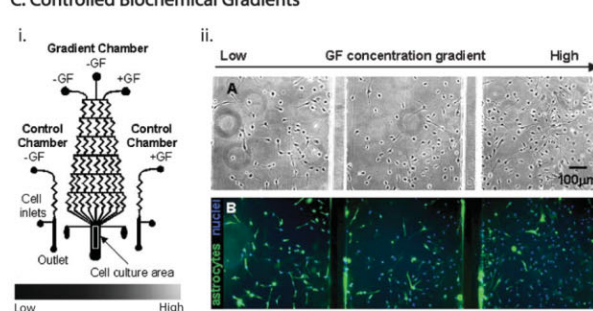 C. Controlled Biochemical Gradients
i.
Gradient Chamber
-GF
-GF
+GF
Control
Chamber
-GF
Control
Chamber
+GF
Cell
inlets
Outlet
Cell culture area
Low
High
ii.
Low
GF concentration gradient
High
A
100µm
B
astrocytes nuclei